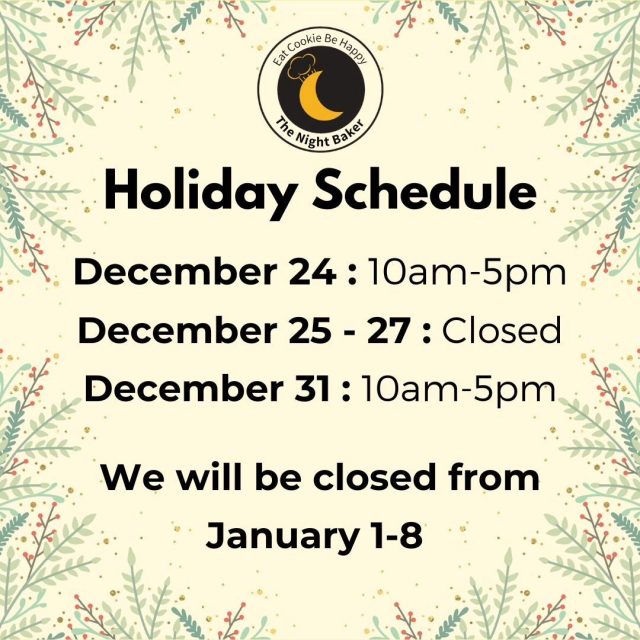 Eat Cookie Be Happy
The Night Baker
Holiday Schedule
December 24 : 10am-5pm
December 25 - 27 : Closed
December 31 : 10am-5pm
We will be closed from
January 1-8